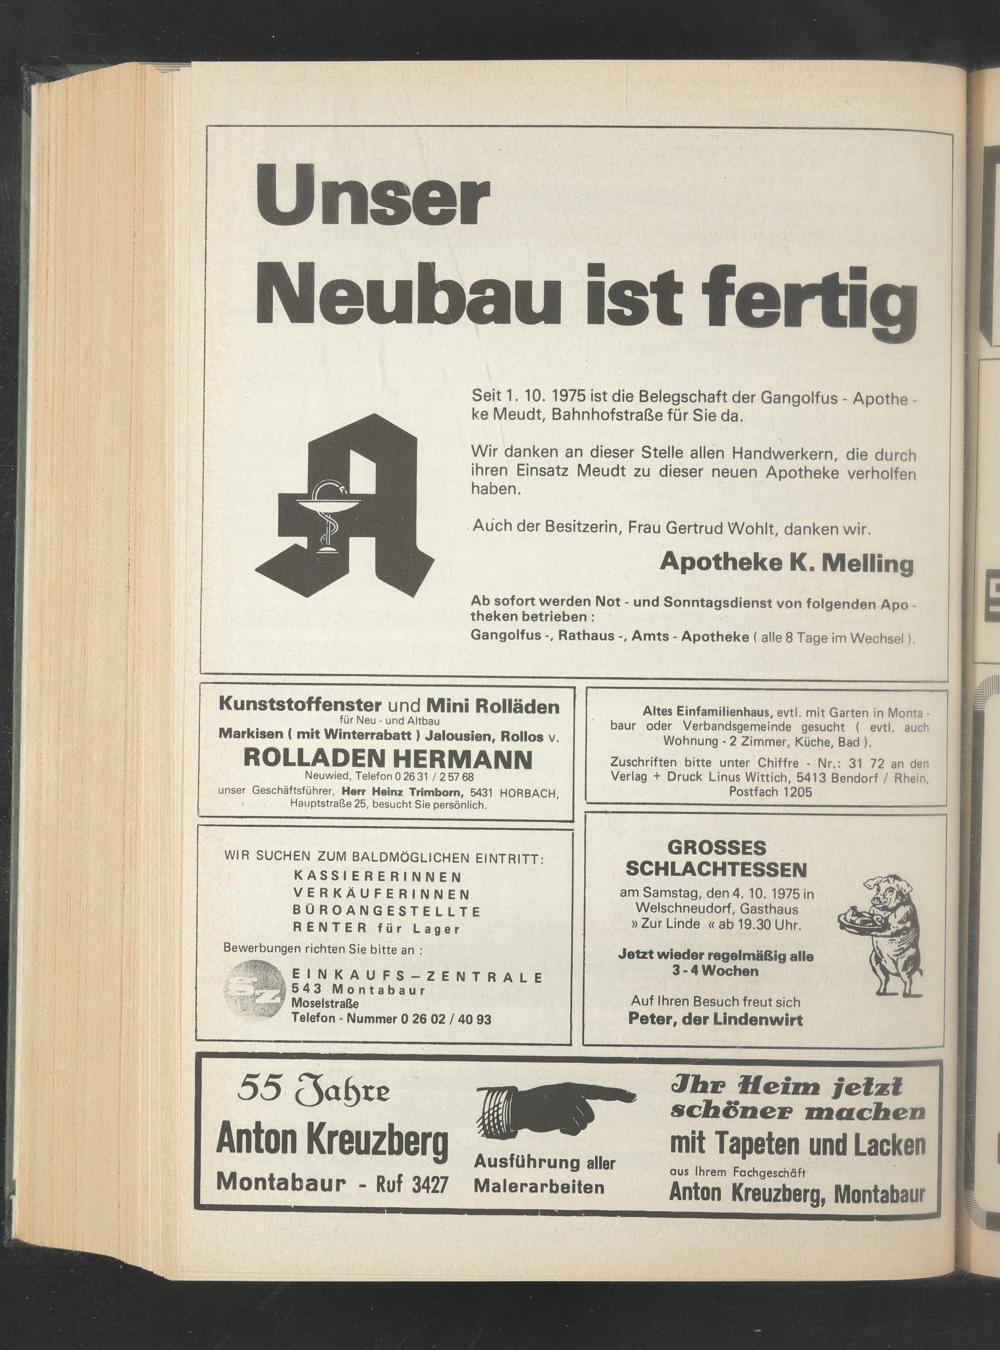 Unser
Neubau ist fertig
Seit 1. 10. 1975 ist die Belegschaft der Gangolfus - Apothe -
ke Meudt, Bahnhofstraße für Sie da.
Wir danken an dieser Stelle allen Handwerkern, die durch
ihren Einsatz Meudt zu dieser neuen Apotheke verholfen
haben.
Auch der Besitzerin, Frau Gertrud Wohlt, danken wir.
Apotheke K. Melling
Ab sofort werden Not - und Sonntagsdienst von folgenden Apo -
theken betrieben :
Gangolfus -, Rathaus -, Amts - Apotheke ( alle 8 Tage im Wechsel ).
Kunststoffenster und Mini Rolläden
für Neu - und Altbau
Markisen ( mit Winterrabatt ) Jalousien, Rollos v.
ROLLADEN HERMANN
Neuwied, Telefon 0 26 31 / 2 57 68
unser Geschäftsführer, Herr Heinz Trimborn, 5431 HORBACH,
Hauptstraße 25, besucht Sie persönlich.
Altes Einfamilienhaus, evtl. mit Garten in Monta -
baur oder Verbandsgemeinde gesucht ( evtl. auch
Wohnung - 2 Zimmer, Küche, Bad ).
Zuschriften bitte unter Chiffre - Nr.: 31 72 an den
Verlag + Druck Linus Wittich, 5413 Bendorf / Rhein,
Postfach 1205
WIR SUCHEN ZUM BALDMÖGLICHEN EINTRITT:
KASSIERERINNEN
VERKÄUFERINNEN
BÜROANGESTELLTE
RENTER für Lager
Bewerbungen richten Sie bitte an :
EINKAUFS – ZENTRALE
543 Montabaur
Moselstraße
Telefon - Nummer 0 26 02 / 40 93
GROSSES
SCHLACHTESSEN
am Samstag, den 4. 10. 1975 in
Welschneudorf, Gasthaus
» Zur Linde « ab 19.30 Uhr.
Jetzt wieder regelmäßig alle
3 - 4 Wochen
Auf Ihren Besuch freut sich
Peter, der Lindenwirt
55 Jahre
Anton Kreuzberg
Montabaur - Ruf 3427
Ausführung aller
Malerarbeiten
Ihr Heim jetzt
schöner machen
mit Tapeten und Lacken
aus Ihrem Fachgeschäft
Anton Kreuzberg, Montabaur